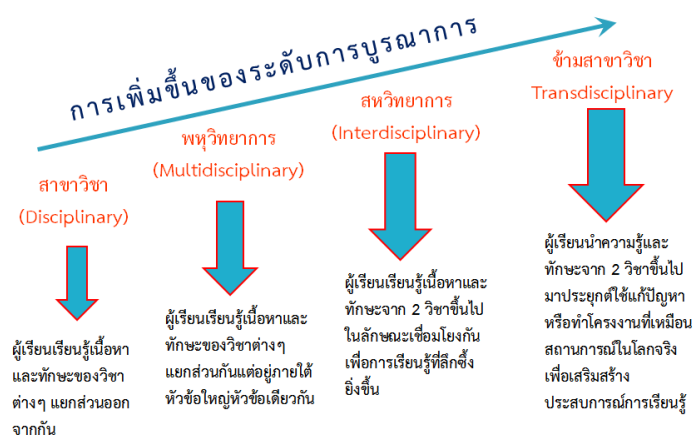 การเพิ่มขึ้นของระดับการบูรณาการ
สาขาวิชา
(Disciplinary)
ผู้เรียนเรียนรู้เนื้อหา
และทักษะของวิชา
ต่างๆ แยกส่วนออก
จากกัน
พหุวิทยาการ
(Multidisciplinary)
ผู้เรียนเรียนรู้เนื้อหาและ
ทักษะของวิชาต่างๆ
แยกส่วนกันแต่อยู่ภายใต้
หัวข้อใหญ่หัวข้อเดียวกัน
สหวิทยาการ
(Interdisciplinary)
ผู้เรียนเรียนรู้เนื้อหาและ
ทักษะจาก 2 วิชาขึ้นไป
ในลักษณะเชื่อมโยงกัน
เพื่อการเรียนรู้ที่ลึกซึ้ง
ยิ่งขึ้น
ข้ามสาขาวิชา
Transdisciplinary
ผู้เรียนนำความรู้และ
ทักษะจาก 2 วิชาขึ้นไป
มาประยุกต์ใช้แก้ปัญหา
หรือทำโครงงานที่เหมือน
สถานการณ์ในโลกจริง
เพื่อเสริมสร้าง
ประสบการณ์การเรียนรู้